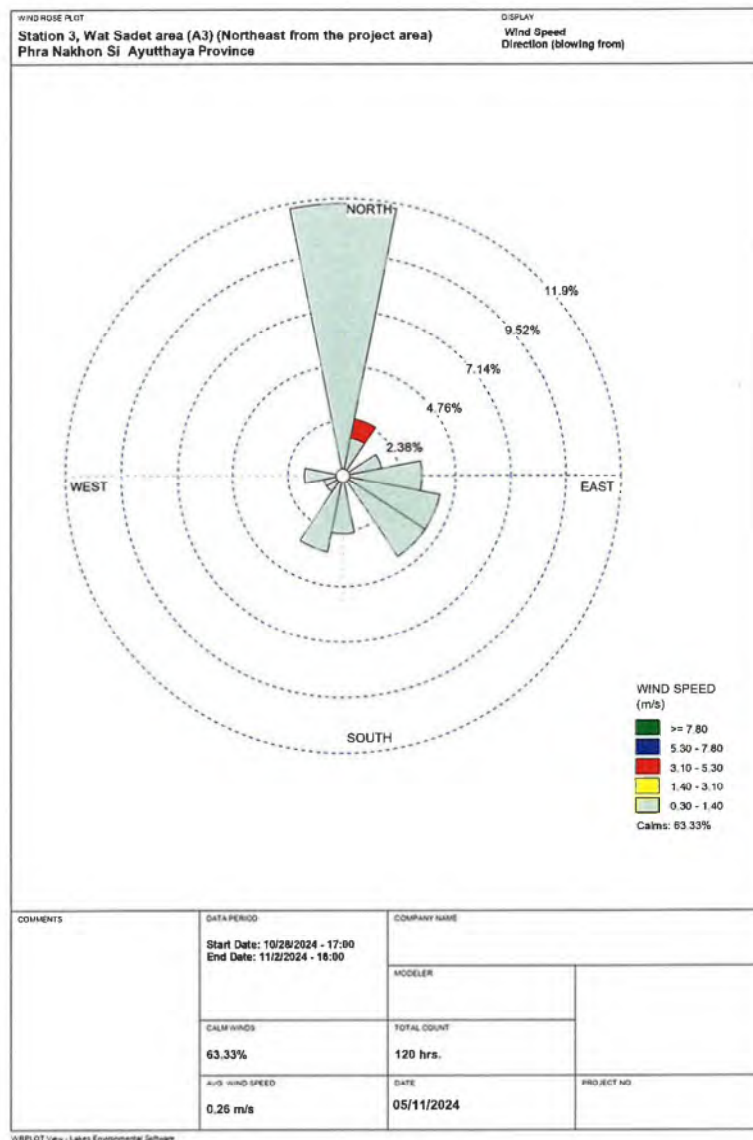 WIND ROSE PLOT
Station 3, Wat Sadet area (A3) (Northeast from the project area)
Phra Nakhon Si Ayutthaya Province
DISPLAY
Wind Speed
Direction (blowing from)
NORTH
11.9%
9.52%
7.14%
4.76%
2.38%
WEST
EAST
SOUTH
WIND SPEED
(m/s)
>= 7.80
5.30 - 7.80
3.10 - 5.30
1.40 - 3.10
0.30 - 1.40
Calms: 63.33%
COMMENTS
DATA PERIOD
Start Date: 10/28/2024 - 17:00
End Date: 11/2/2024 - 16:00
COMPANY NAME
MODELER
CALM WINDS
63.33%
TOTAL COUNT
120 hrs.
AVG. WIND SPEED
0.26 m/s
DATE
05/11/2024
PROJECT NO.
WRPLOT View - Lakes Environmental Software